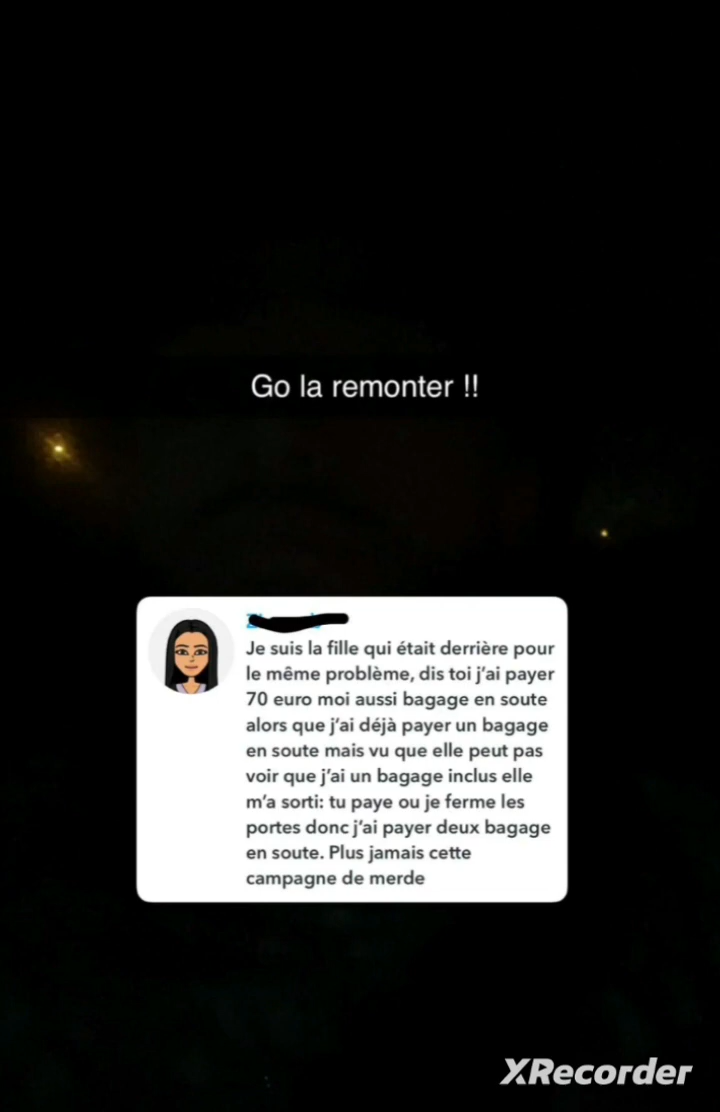 Go la remonter !!
Je suis la fille qui était derrière pour
le même problème, dis toi j'ai payer
70 euro moi aussi bagage en soute
alors que j'ai déjà payer un bagage
en soute mais vu que elle peut pas
voir que j'ai un bagage inclus elle
m'a sorti: tu paye ou je ferme les
portes donc j'ai payer deux bagage
en soute. Plus jamais cette
campagne de merde
XRecorder